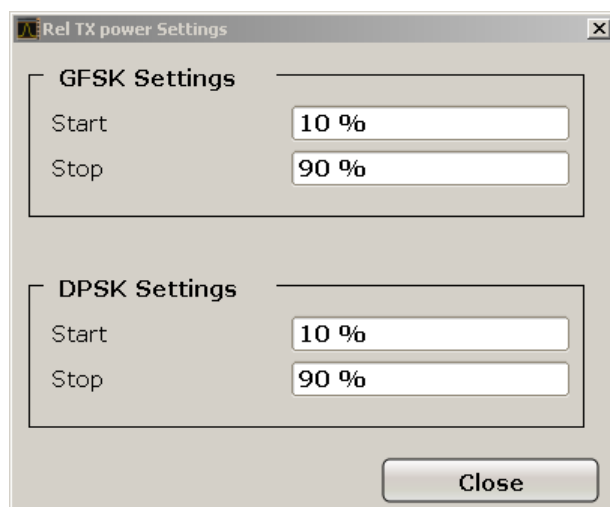 Rel TX power Settings
GFSK Settings
Start 10 %
Stop 90 %
DPSK Settings
Start 10 %
Stop 90 %
Close